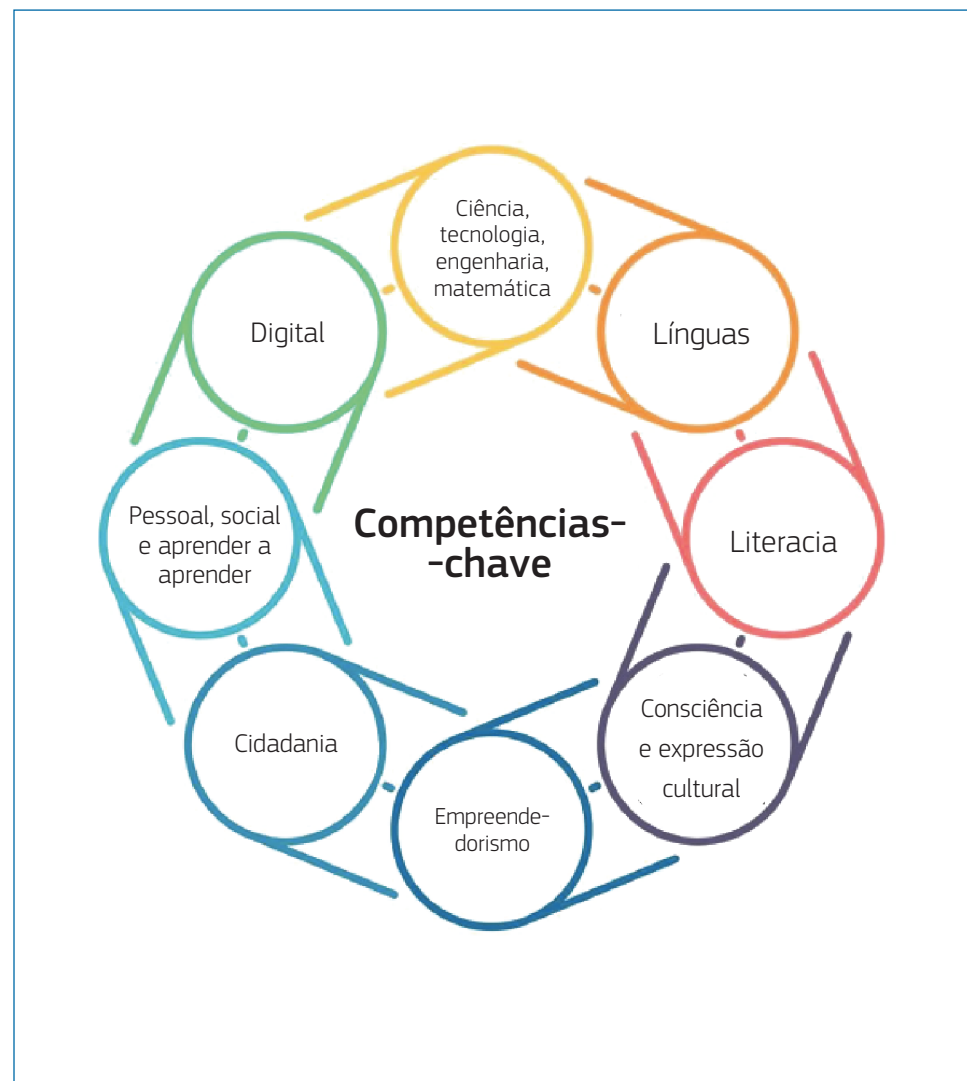 Ciência,
tecnologia,
engenharia,
matemática
Digital
Línguas
Pessoal, social
e aprender a
aprender
Competências-
-chave
Literacia
Cidadania
Consciência
e expressão
cultural
Empreende-
dorismo